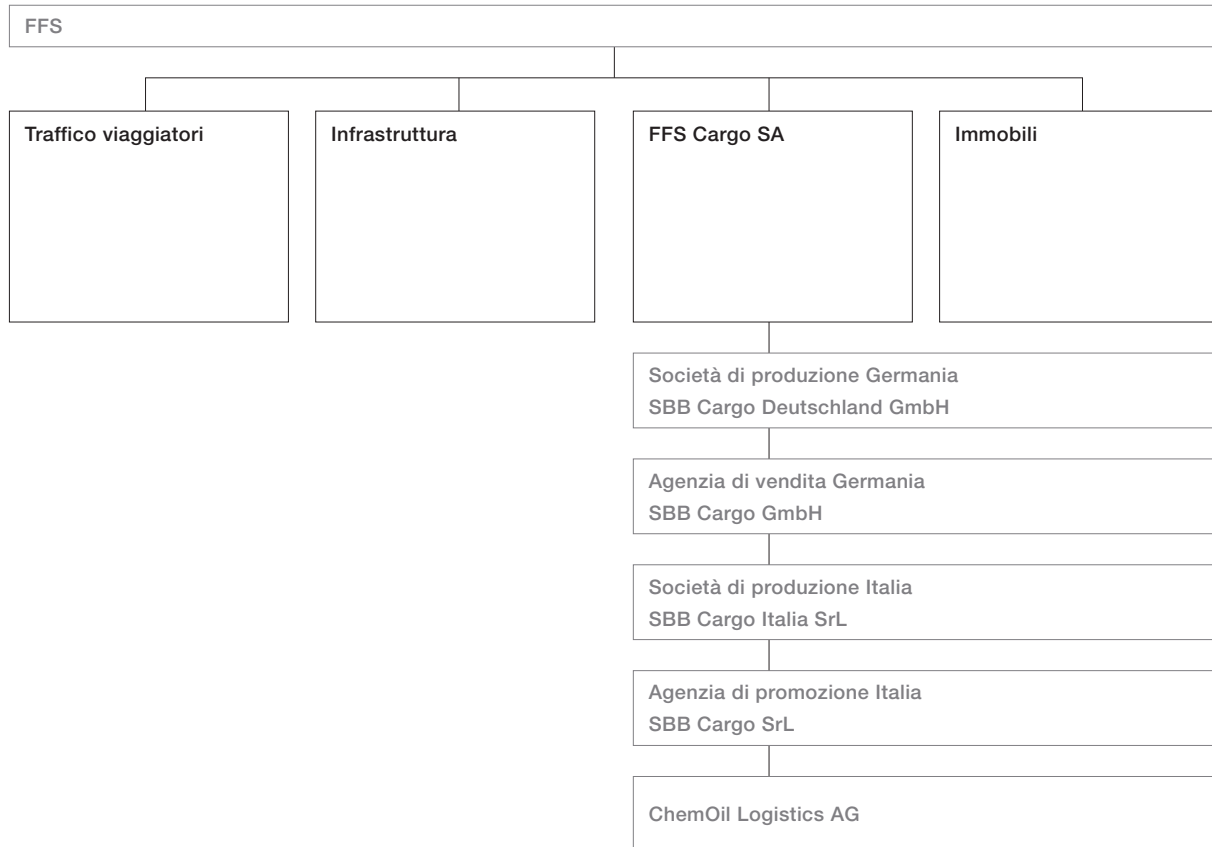 FFS
Traffico viaggiatori
Infrastruttura
FFS Cargo SA
Immobili
Società di produzione Germania
SBB Cargo Deutschland GmbH
Agenzia di vendita Germania
SBB Cargo GmbH
Società di produzione Italia
SBB Cargo Italia SrL
Agenzia di promozione Italia
SBB Cargo SrL
ChemOil Logistics AG